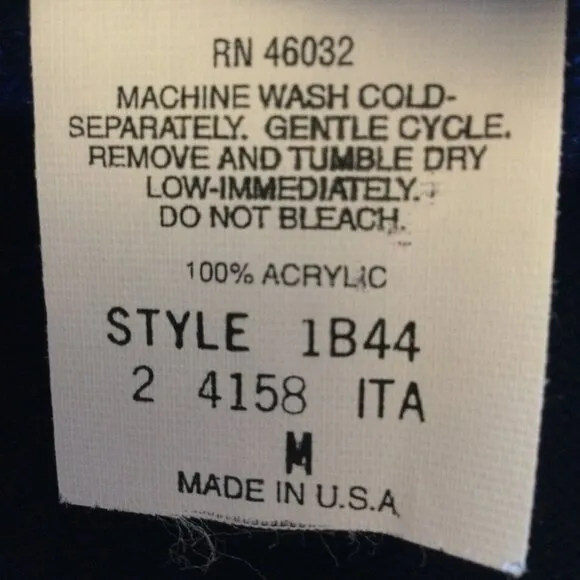 RN 46032
MACHINE WASH COLD-
SEPARATELY. GENTLE CYCLE.
REMOVE AND TUMBLE DRY
LOW-IMMEDIATELY.
DO NOT BLEACH.
100% ACRYLIC
STYLE 1B44
2 4158 ITA
M
MADE IN U.S.A